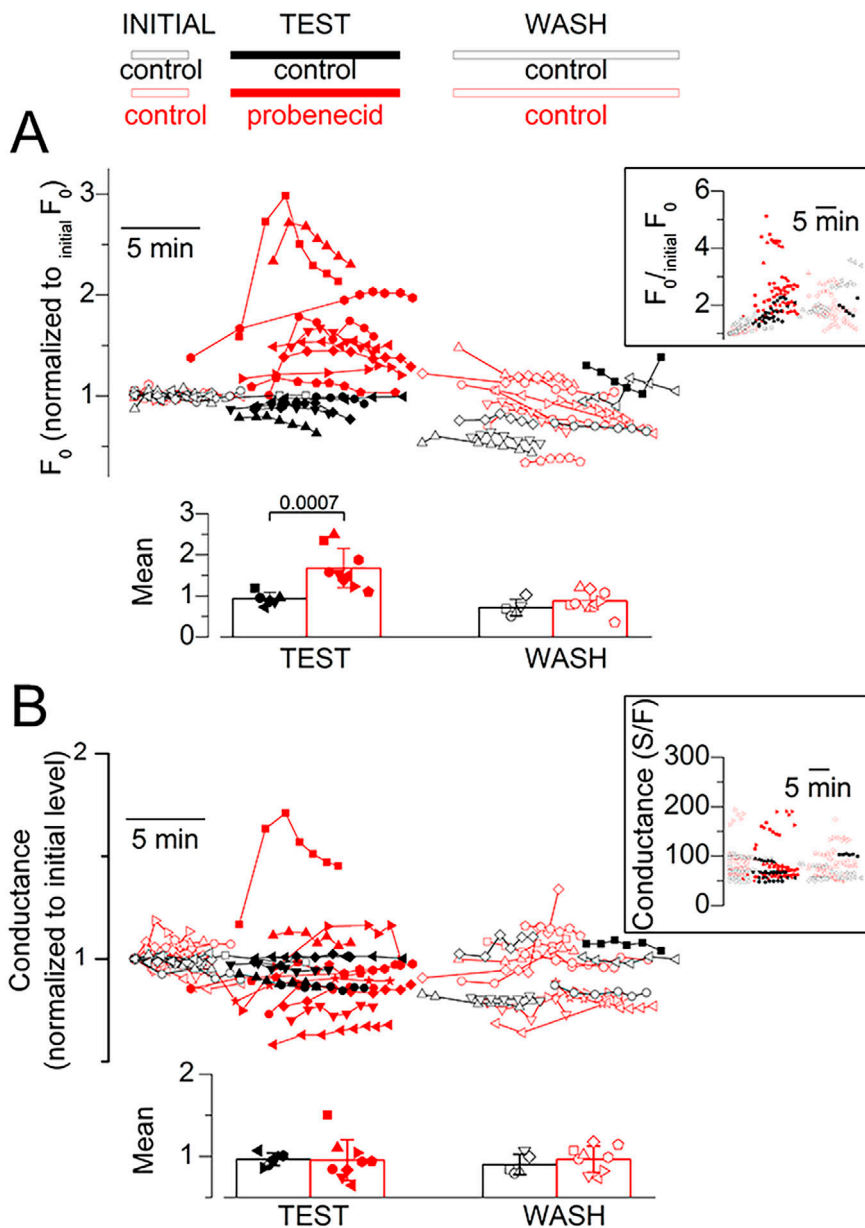 INITIAL TEST WASH
control control control
control probenecid control
A
F0 (normalized to initial F0)
3
2
1
5 min
F0/initial F0
6
4
2
5 min
Mean
3
2
1
0
0.0007
TEST WASH
B
Conductance
(normalized to initial level)
2
1
5 min
Conductance (S/F)
300
200
100
0
5 min
Mean
2
1
TEST WASH